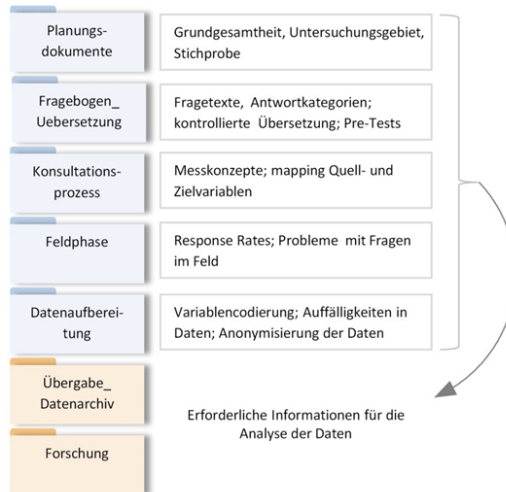 Planungs-
dokumente
Grundgesamtheit, Untersuchungsgebiet,
Stichprobe
Fragebogen_
Uebersetzung
Fragetexte, Antwortkategorien;
kontrollierte Übersetzung; Pre-Tests
Konsultations-
prozess
Messkonzepte; mapping Quell- und
Zielvariablen
Feldphase
Response Rates; Probleme mit Fragen
im Feld
Datenaufberei-
tung
Variablencodierung; Auffälligkeiten in
Daten; Anonymisierung der Daten
Übergabe_
Datenarchiv
Erforderliche Informationen für die
Analyse der Daten
Forschung